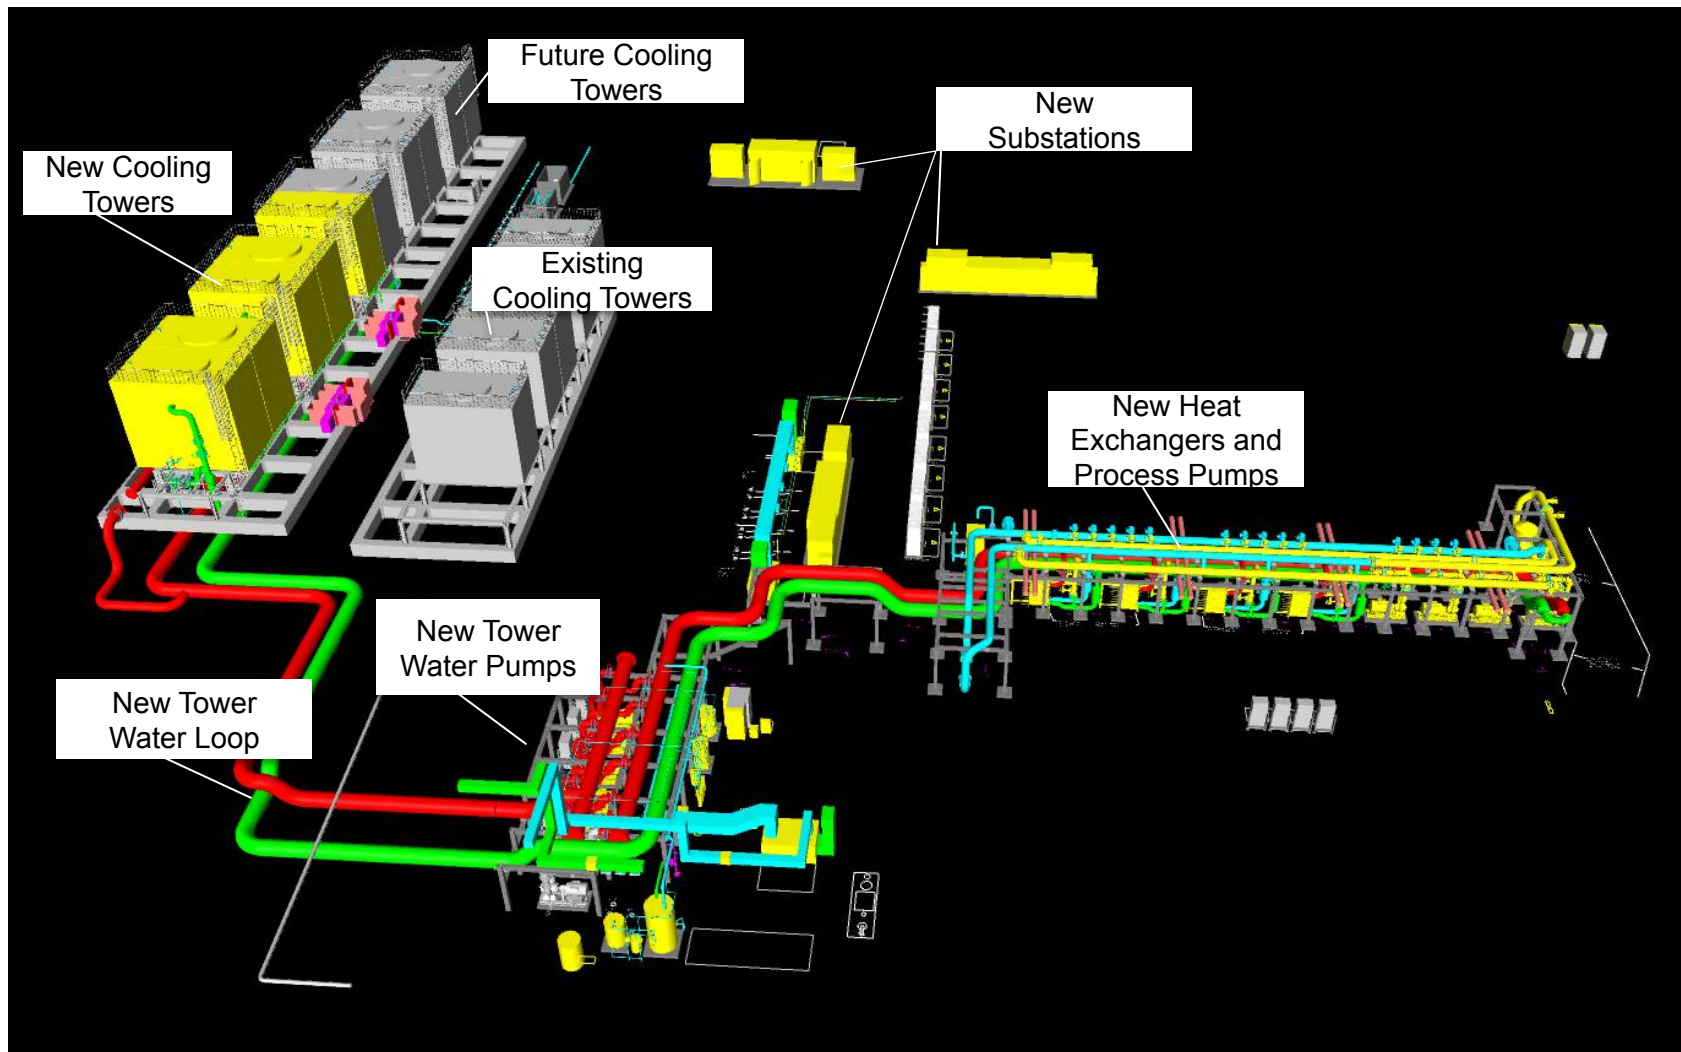 Future Cooling
Towers
New
Substations
New Cooling
Towers
Existing
Cooling Towers
New Heat
Exchangers and
Process Pumps
New Tower
Water Pumps
New Tower
Water Loop